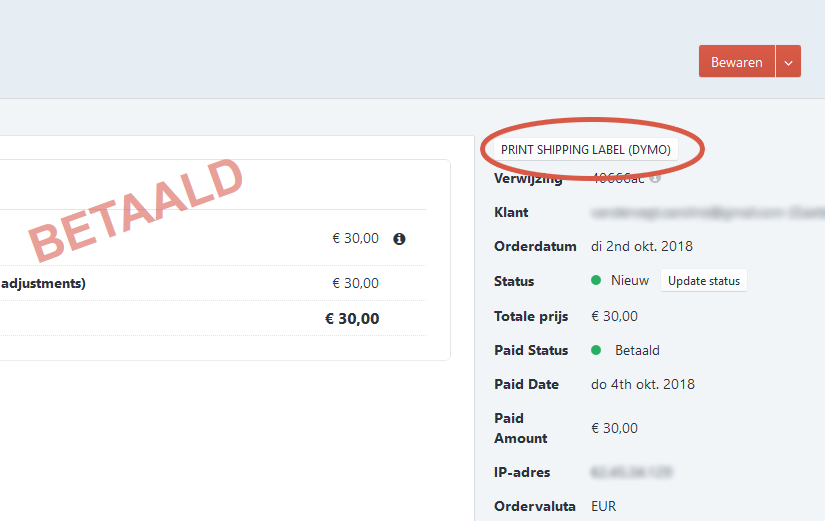 Bewaren
PRINT SHIPPING LABEL (DYMO)
BETAALD
Verwijzing 40666ac
Klant
€ 30,00
Orderdatum di 2nd okt. 2018
adjustments) € 30,00
Status Nieuw Update status
€ 30,00
Totale prijs € 30,00
Paid Status Betaald
Paid Date do 4th okt. 2018
Paid
Amount
€ 30,00
IP-adres
Ordervaluta EUR